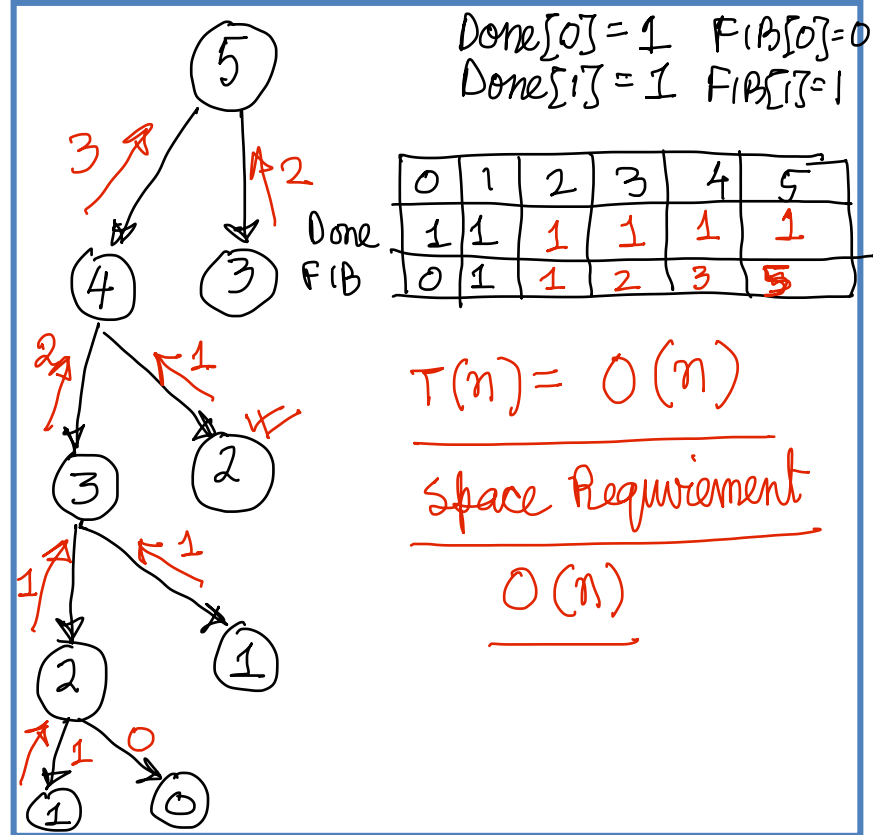 Done[0] = 1 FIB[0]=0
Done[1] = 1 FIB[1]=1
5
3 2
0 1 2 3 4 5
Done 1 1 1 1 1 1
FIB 0 1 1 2 3 5
4 3
2 1
T(n) = O(n)
3 2
Space Requirement
1 1
O(n)
2 1
1 0
1 0